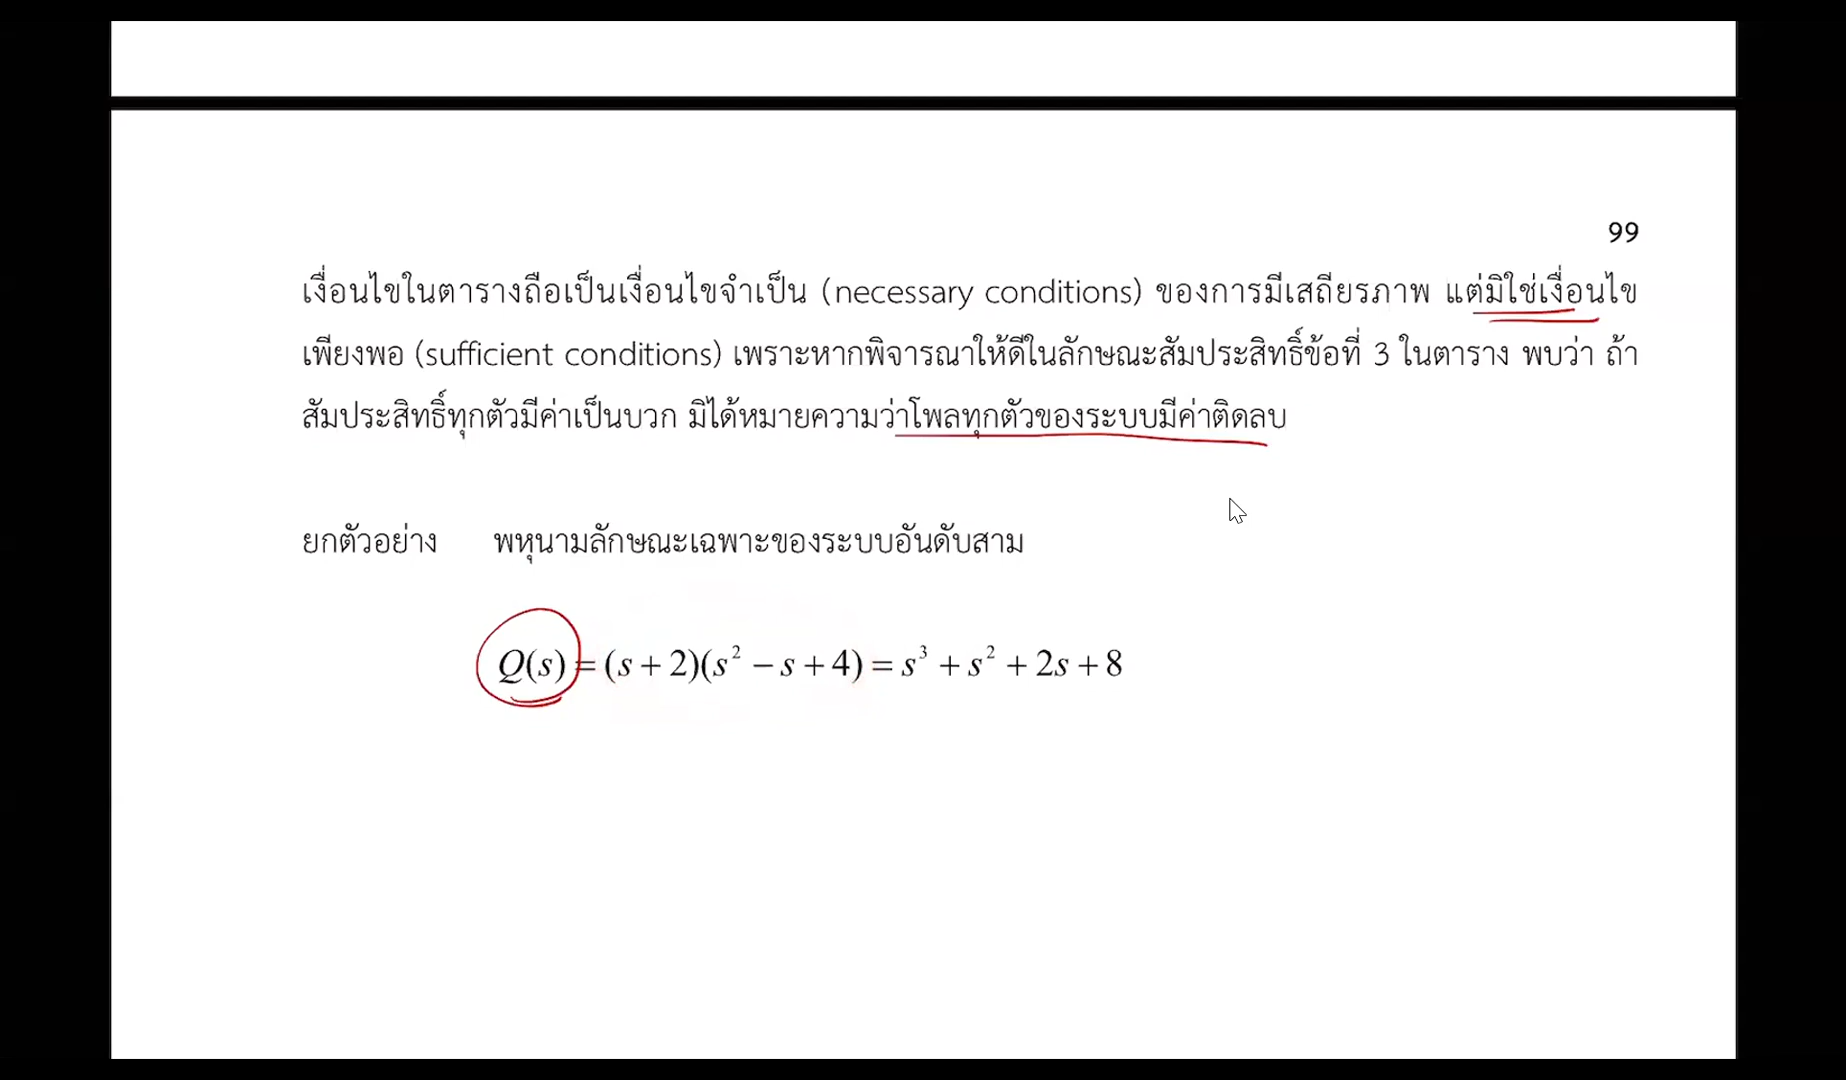 99
เงื่อนไขในตารางถือเป็นเงื่อนไขจำเป็น (necessary conditions) ของการมีเสถียรภาพ แต่มิใช่เงื่อนไข
เพียงพอ (sufficient conditions) เพราะหากพิจารณาให้ดีในลักษณะสัมประสิทธิ์ข้อที่ 3 ในตาราง พบว่า ถ้า
สัมประสิทธิ์ทุกตัวมีค่าเป็นบวก มิได้หมายความว่าโพลทุกตัวของระบบมีค่าติดลบ
ยกตัวอย่าง พหุนามลักษณะเฉพาะของระบบอันดับสาม
Q(s) = (s + 2)(s² − s + 4) = s³ + s² + 2s + 8